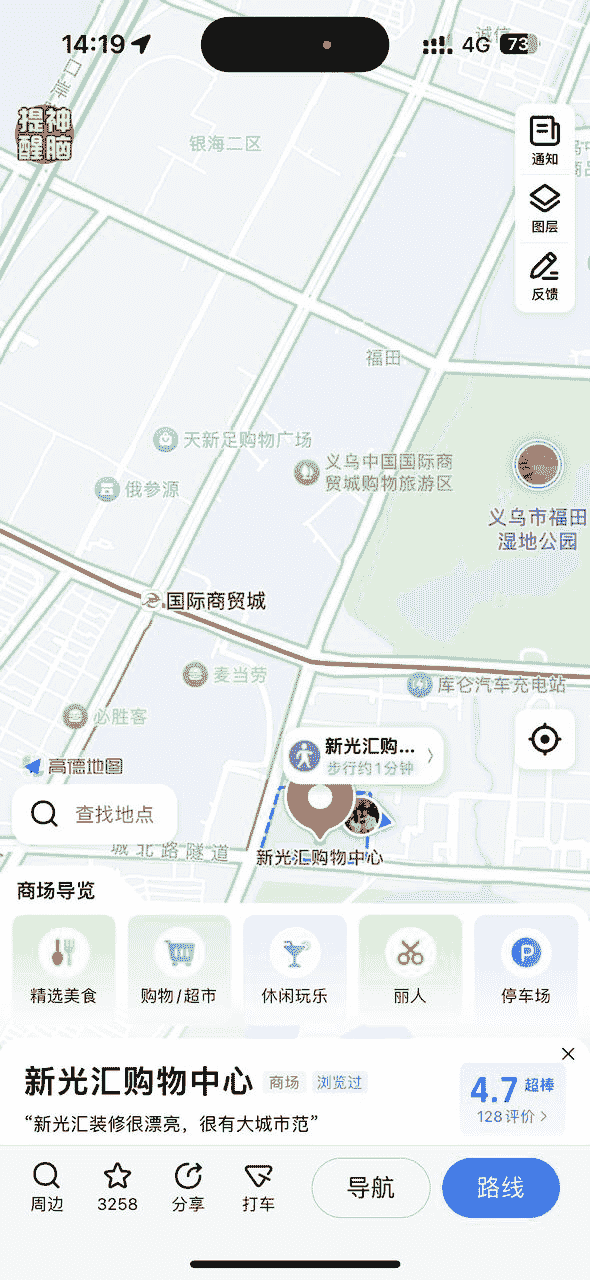 14:19
4G 73
诚信
提神
醒脑
银海二区
通知
图层
反馈
福田
天新足购物广场
义乌中国国际商
贸城购物旅游区
俄参源
义乌市福田
湿地公园
国际商贸城
麦当劳
库仑汽车充电站
必胜客
新光汇购...
步行约1分钟
高德地图
查找地点
城北路隧道
新光汇购物中心
商场导览
精选美食
购物/超市
休闲玩乐
丽人
停车场
新光汇购物中心 商场 浏览过
4.7 超棒
128评价
“新光汇装修很漂亮，很有大城市范”
周边
3258
分享
打车
导航
路线